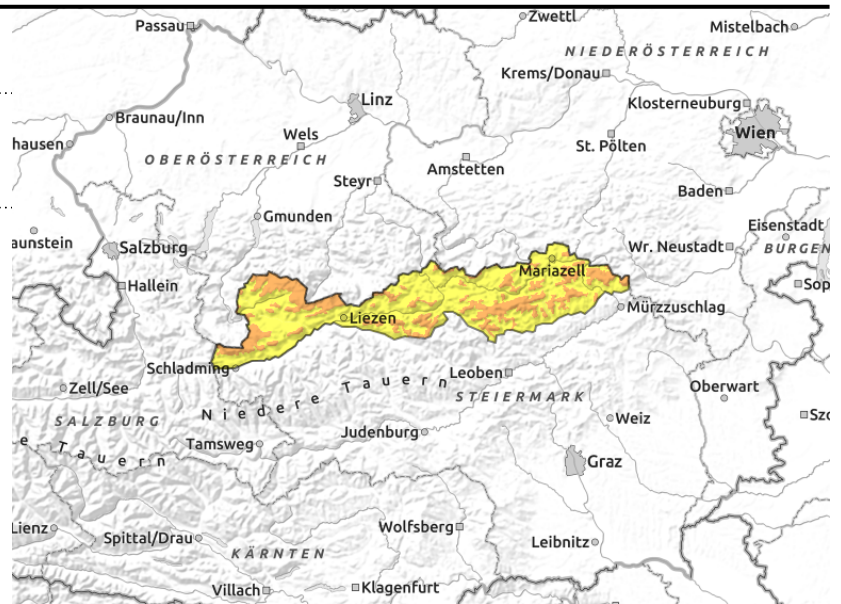 Zwettl
Passau
Mistelbach
NIEDERÖSTERREICH
Krems/Donau
Linz
Klosterneuburg
Braunau/Inn
Wien
Wels
hausen
St. Pölten
OBERÖSTERREICH
Amstetten
Steyr
Baden
Gmunden
Eisenstadt
aunstein
Salzburg
Wr. Neustadt
BURGEN
Mariazell
Hallein
Sop
Mürzzuschlag
Liezen
Schladming
Leoben
Zell/See
Niedere Tauern
Oberwart
STEIERMARK
SALZBURG
Weiz
Szo
Tamsweg
Judenburg
e Tauern
Graz
Lienz
Wolfsberg
Spittal/Drau
Leibnitz
KÄRNTEN
Villach
Klagenfurt